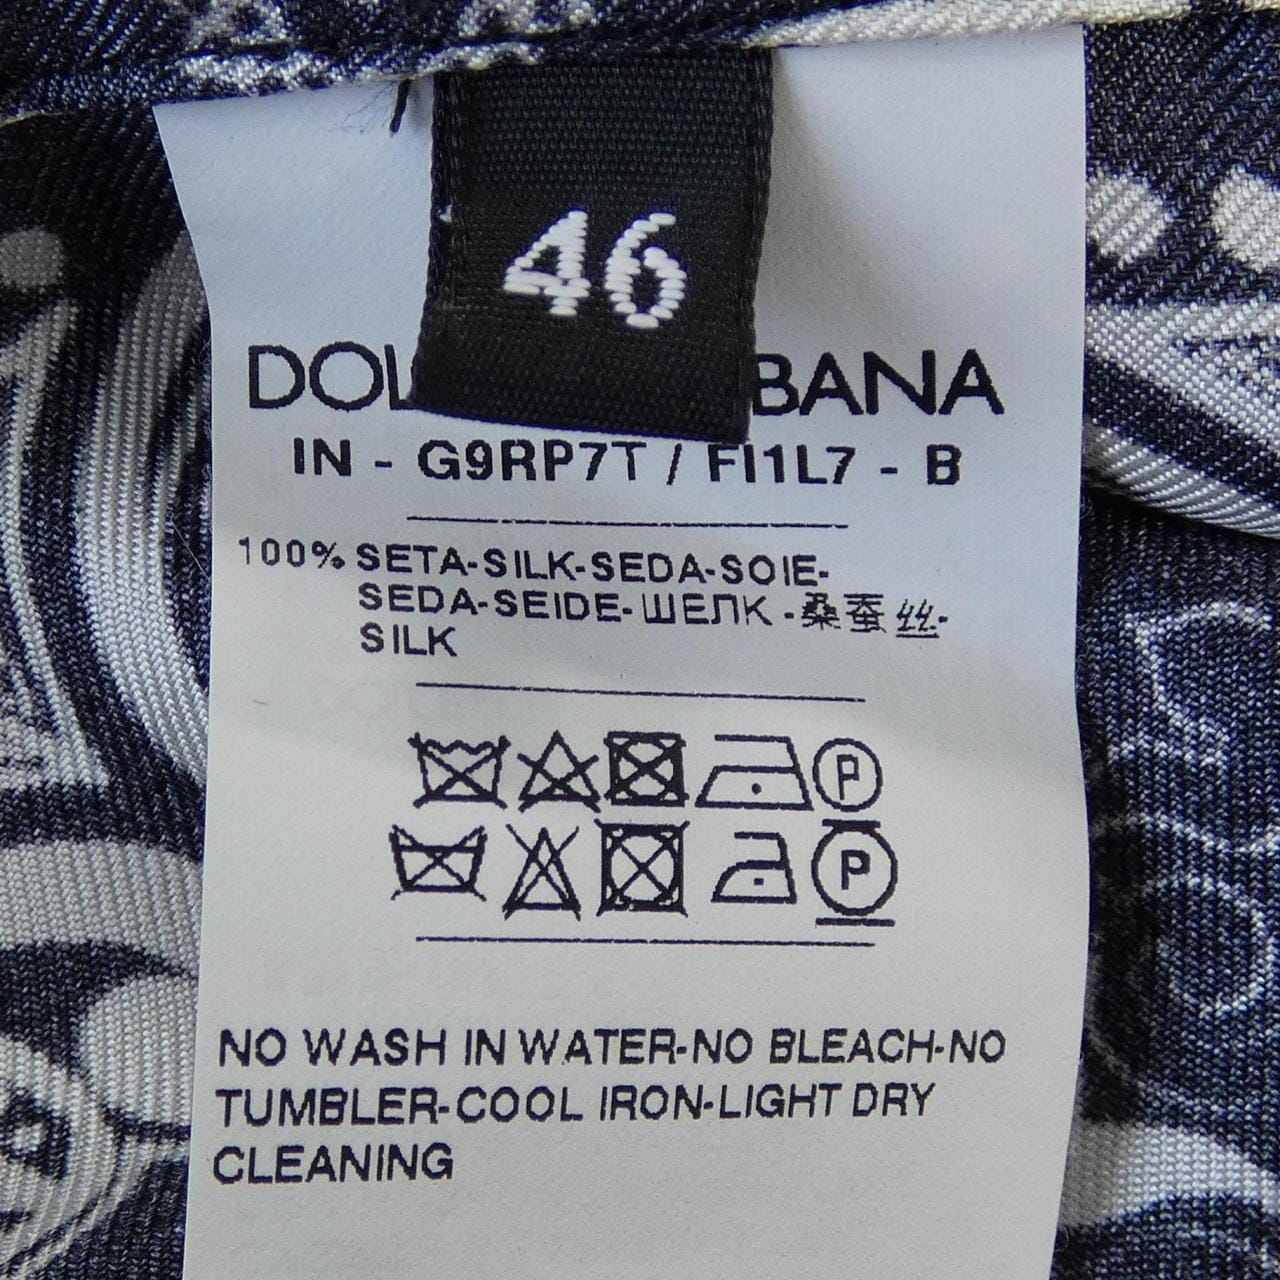 46
DOL BANA
IN - G9RP7T / FI1L7 - B
100% SETA-SILK-SEDA-SOIE-
SEDA-SEIDE-ШЕЛК-桑蚕丝-
SILK
P
P
NO WASH IN WATER-NO BLEACH-NO
TUMBLER-COOL IRON-LIGHT DRY
CLEANING